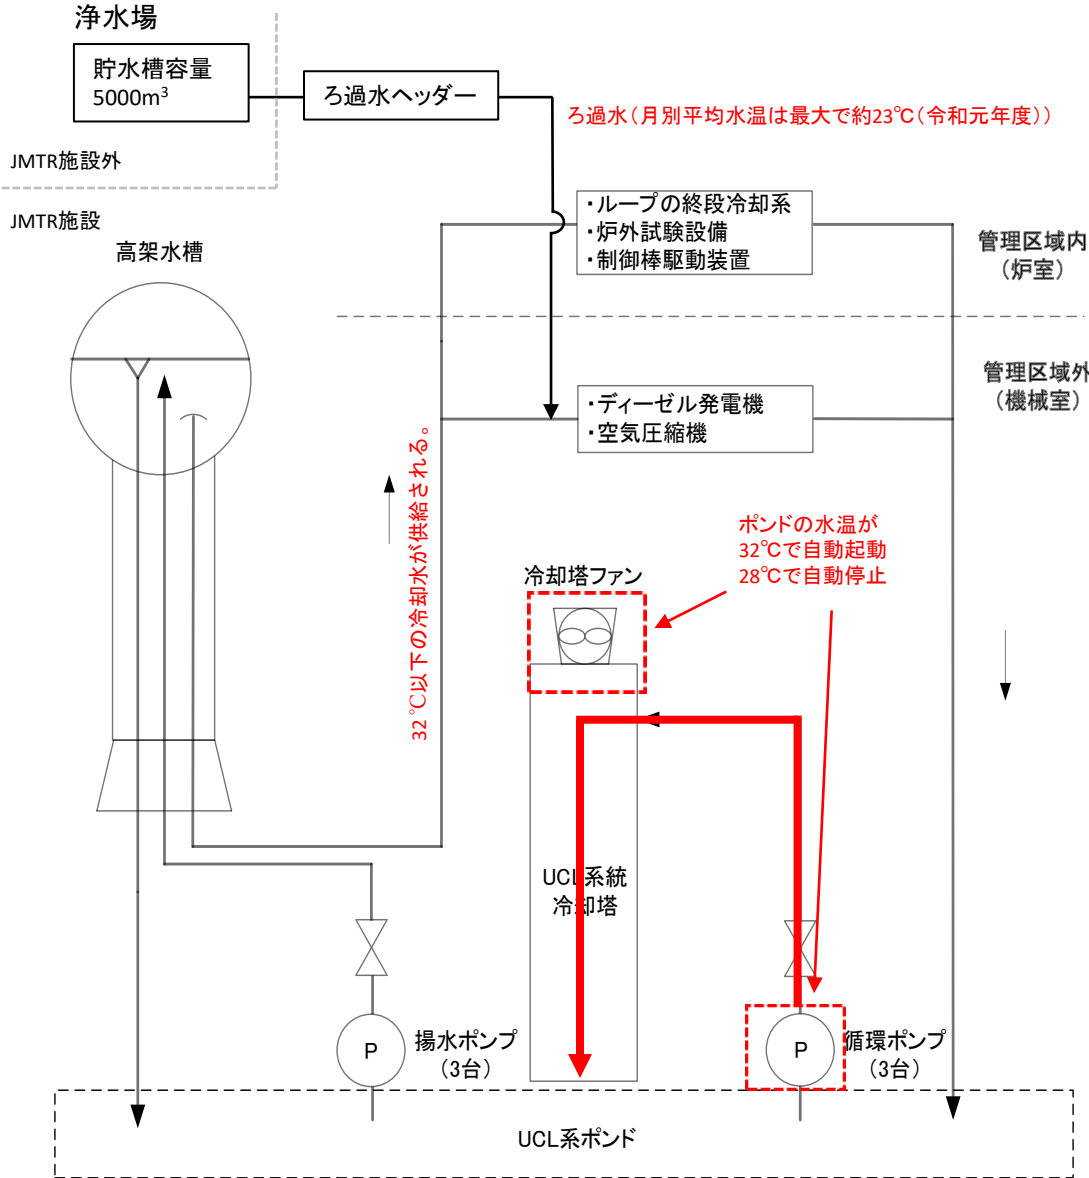 浄水場
貯水槽容量
5000m³
ろ過水ヘッダー
ろ過水（月別平均水温は最大で約23℃（令和元年度））
JMTR施設外
JMTR施設
高架水槽
・ループの終段冷却系
・炉外試験設備
・制御棒駆動装置
管理区域内
（炉室）
管理区域外
（機械室）
・ディーゼル発電機
・空気圧縮機
32℃以下の冷却水が供給される。
ポンドの水温が
32℃で自動起動
28℃で自動停止
冷却塔ファン
UCL系統
冷却塔
P
揚水ポンプ
（3台）
P
循環ポンプ
（3台）
UCL系ポンド